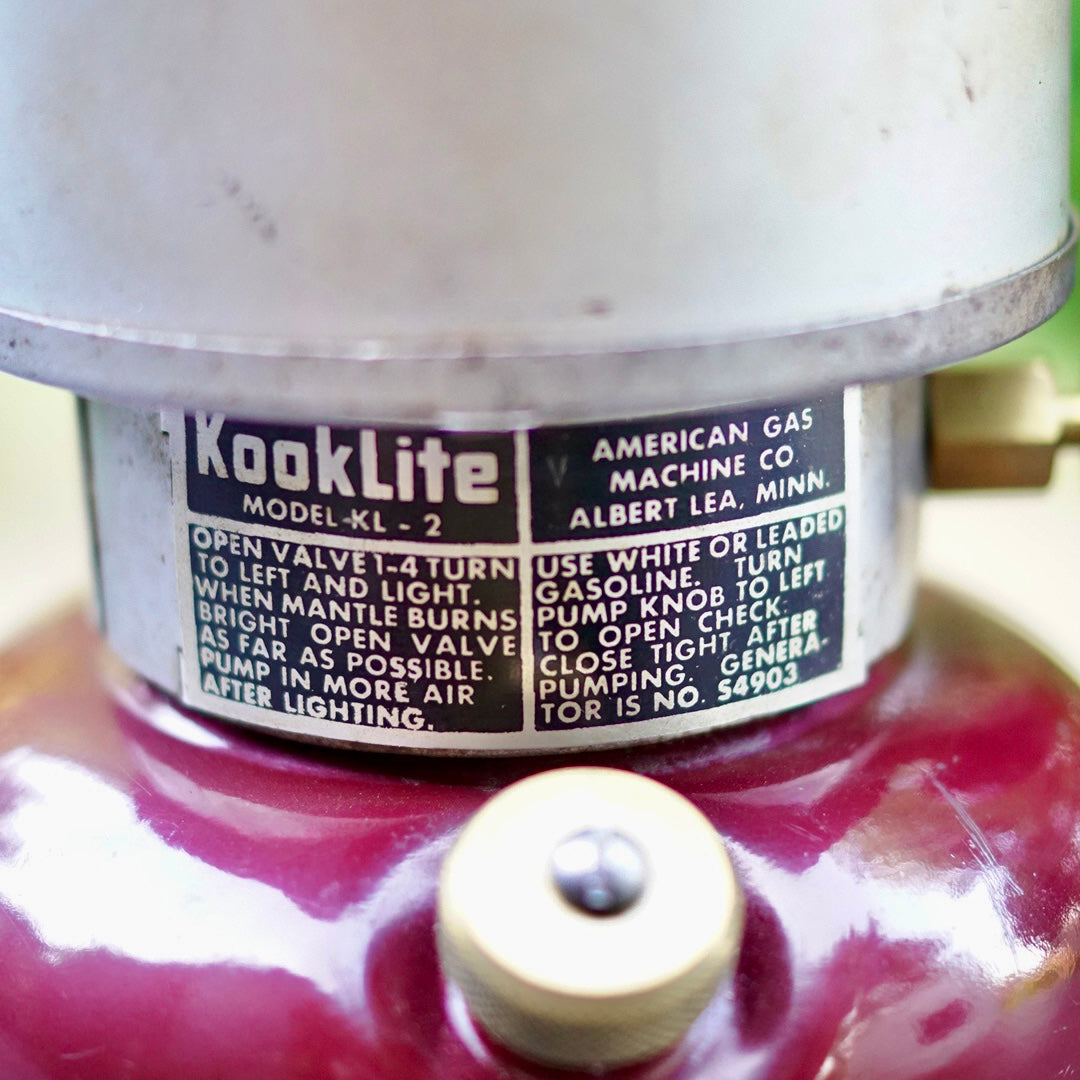 KookLite
MODEL-KL - 2
AMERICAN GAS
MACHINE CO.
ALBERT LEA, MINN.
OPEN VALVE 1-4 TURN
TO LEFT AND LIGHT.
WHEN MANTLE BURNS
BRIGHT OPEN VALVE
AS FAR AS POSSIBLE.
PUMP IN MORE AIR
AFTER LIGHTING.
USE WHITE OR LEADED
GASOLINE. TURN
PUMP KNOB TO LEFT
TO OPEN CHECK.
CLOSE TIGHT AFTER
PUMPING. GENERA-
TOR IS NO. S4903